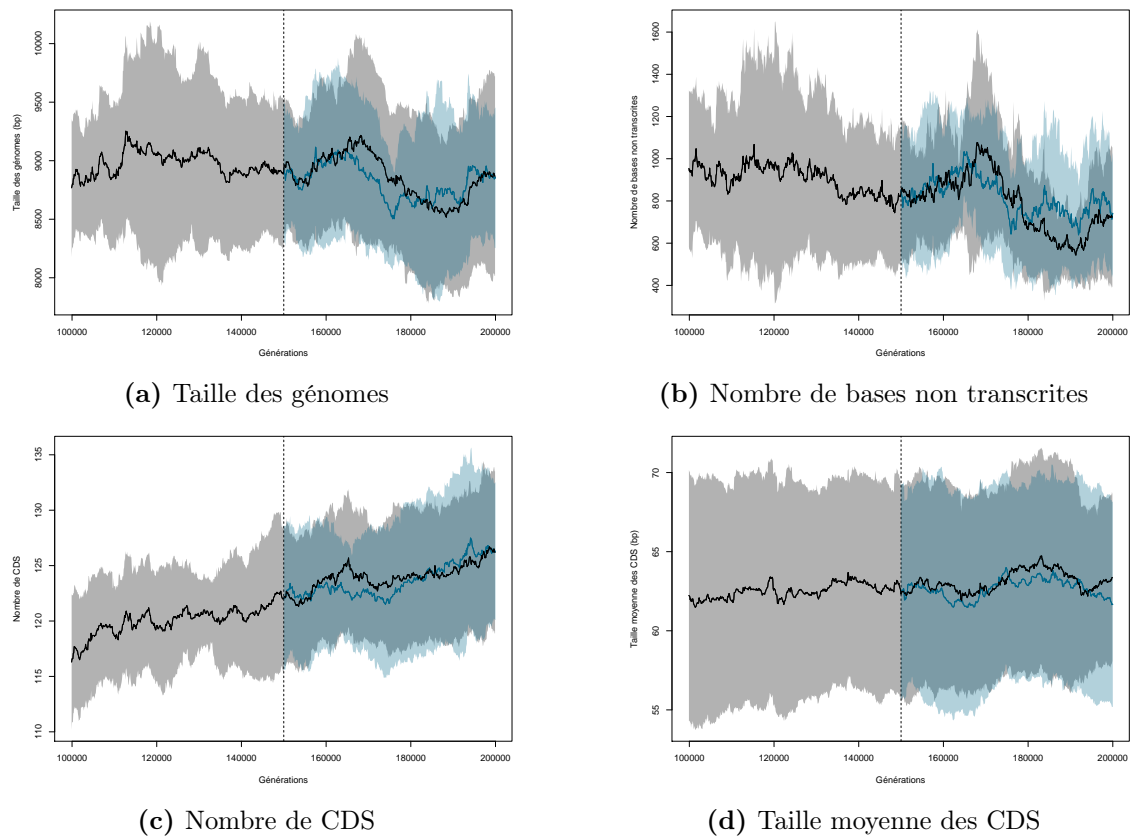 10000
9500
9000
8500
8000
Taille des génomes (bp)
100000 120000 140000 160000 180000 200000
Générations
(a) Taille des génomes
1600
1400
1200
1000
800
600
400
Nombre de bases non transcrites
100000 120000 140000 160000 180000 200000
Générations
(b) Nombre de bases non transcrites
135
130
125
120
115
110
Nombre de CDS
100000 120000 140000 160000 180000 200000
Générations
(c) Nombre de CDS
70
65
60
55
Taille moyenne des CDS (bp)
100000 120000 140000 160000 180000 200000
Générations
(d) Taille moyenne des CDS